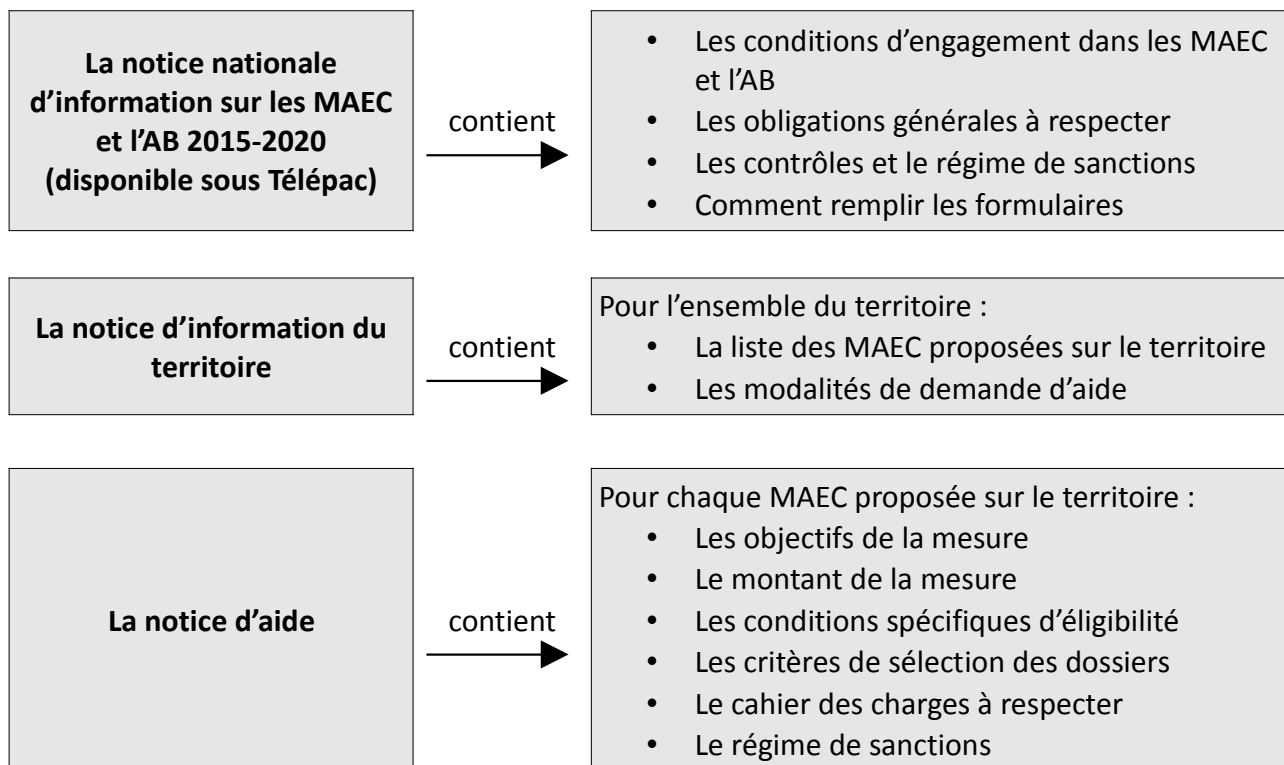 La notice nationale
d’information sur les MAEC
et l’AB 2015-2020
(disponible sous Télépac)
contient
• Les conditions d’engagement dans les MAEC
et l’AB
• Les obligations générales à respecter
• Les contrôles et le régime de sanctions
• Comment remplir les formulaires
La notice d’information du
territoire
contient
Pour l’ensemble du territoire :
• La liste des MAEC proposées sur le territoire
• Les modalités de demande d’aide
La notice d’aide
contient
Pour chaque MAEC proposée sur le territoire :
• Les objectifs de la mesure
• Le montant de la mesure
• Les conditions spécifiques d’éligibilité
• Les critères de sélection des dossiers
• Le cahier des charges à respecter
• Le régime de sanctions